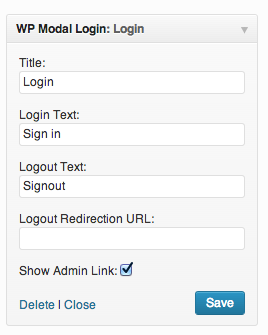 WP Modal Login: Login
Title:
Login
Login Text:
Sign in
Logout Text:
Signout
Logout Redirection URL:
Show Admin Link:
Delete | Close Save